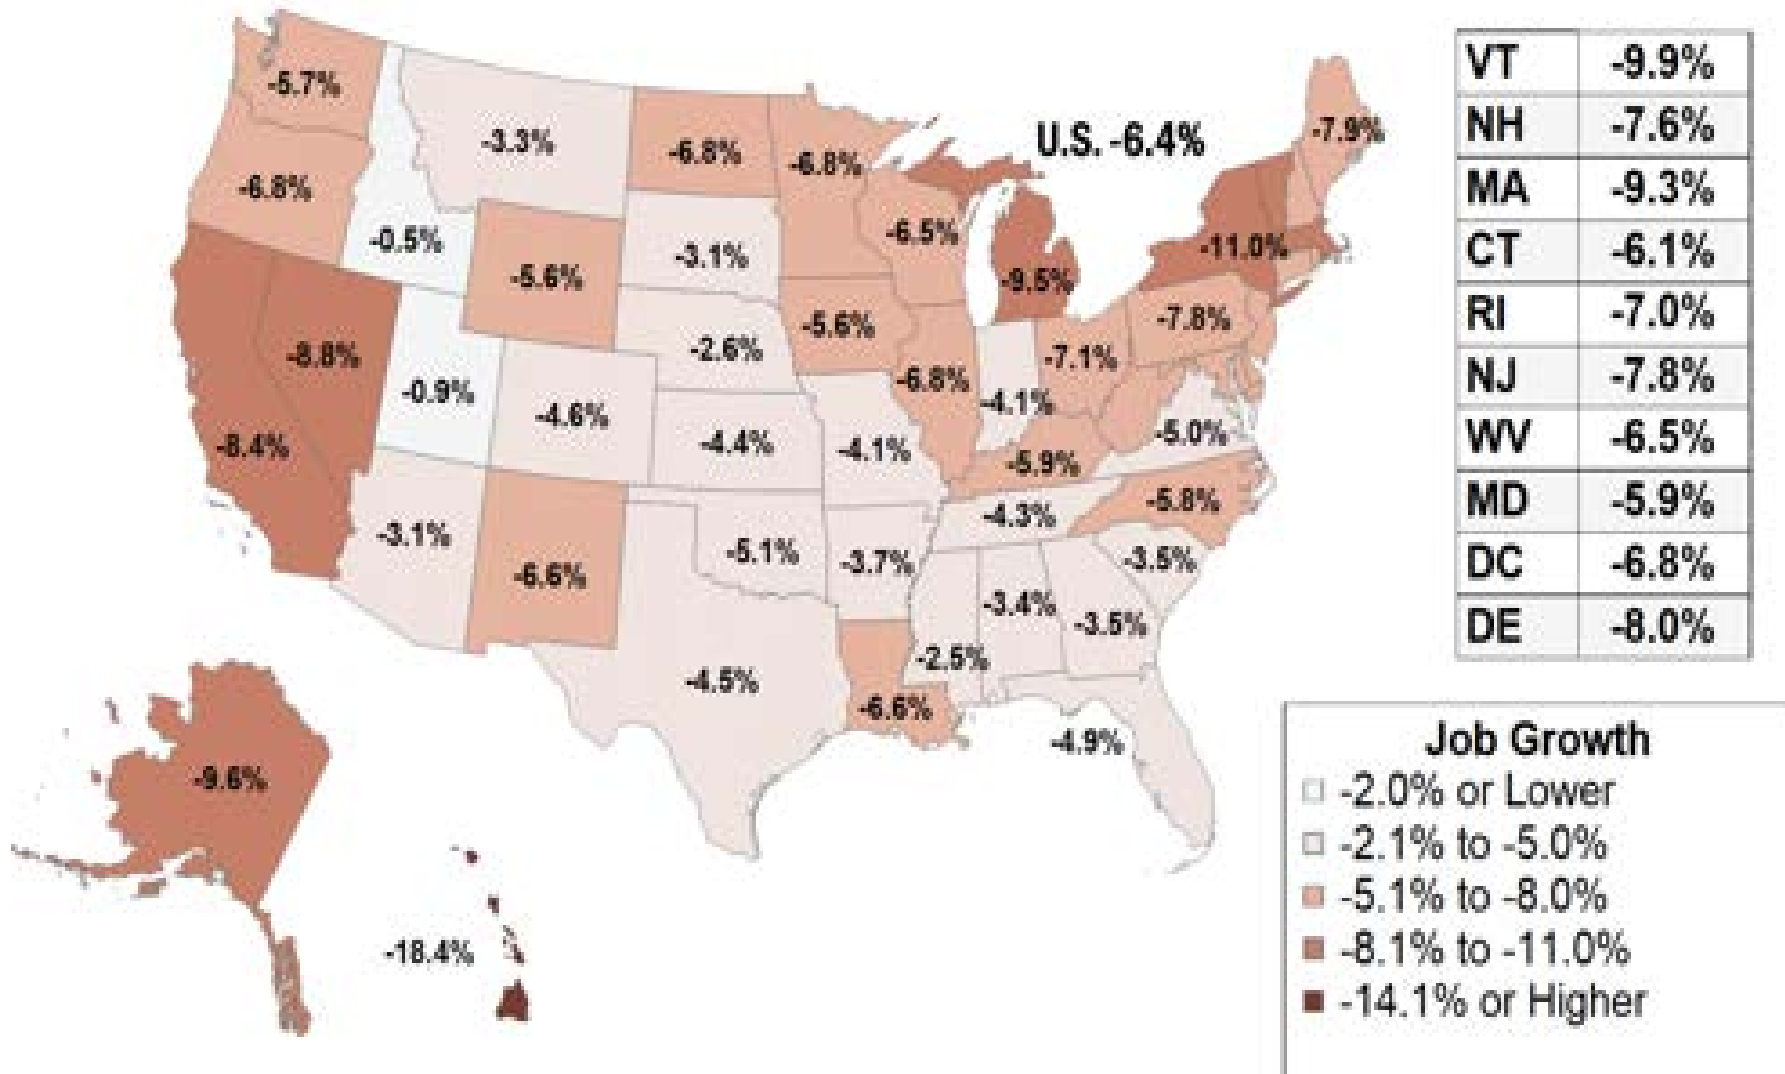 -5.7%
-3.3%
-6.8%
-6.8%
U.S. -6.4%
-7.9%
-6.8%
-0.5%
-5.6%
-3.1%
-6.5%
-9.5%
-11.0%
-8.8%
-0.9%
-2.6%
-5.6%
-6.8%
-4.1%
-7.1%
-7.8%
-8.4%
-4.6%
-4.4%
-4.1%
-5.9%
-5.0%
-3.1%
-6.6%
-5.1%
-3.7%
-4.3%
-5.8%
-3.5%
-4.5%
-6.6%
-2.5%
-3.4%
-3.5%
-4.9%
-9.6%
-18.4%
VT -9.9%
NH -7.6%
MA -9.3%
CT -6.1%
RI -7.0%
NJ -7.8%
WV -6.5%
MD -5.9%
DC -6.8%
DE -8.0%
Job Growth
-2.0% or Lower
-2.1% to -5.0%
-5.1% to -8.0%
-8.1% to -11.0%
-14.1% or Higher